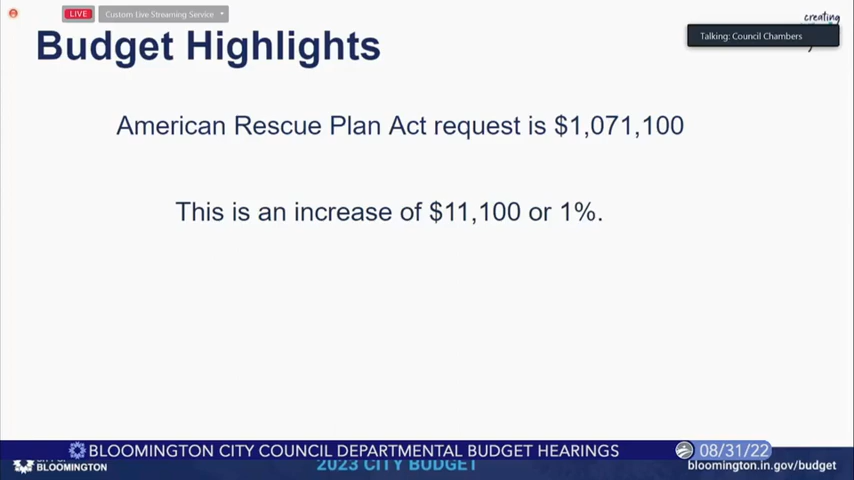 LIVE
Custom Live Streaming Service
creating
Talking: Council Chambers
Budget Highlights
American Rescue Plan Act request is $1,071,100
This is an increase of $11,100 or 1%.
BLOOMINGTON CITY COUNCIL DEPARTMENTAL BUDGET HEARINGS
08/31/22
BLOOMINGTON
2023 CITY BUDGET
bloomington.in.gov/budget